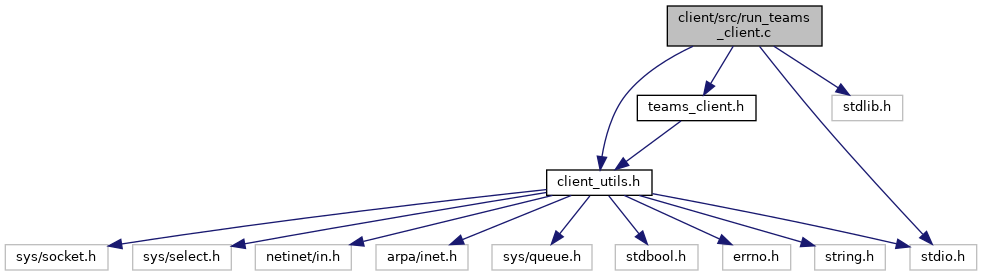 client/src/run_teams
_client.c
teams_client.h
stdlib.h
client_utils.h
sys/socket.h
sys/select.h
netinet/in.h
arpa/inet.h
sys/queue.h
stdbool.h
errno.h
string.h
stdio.h